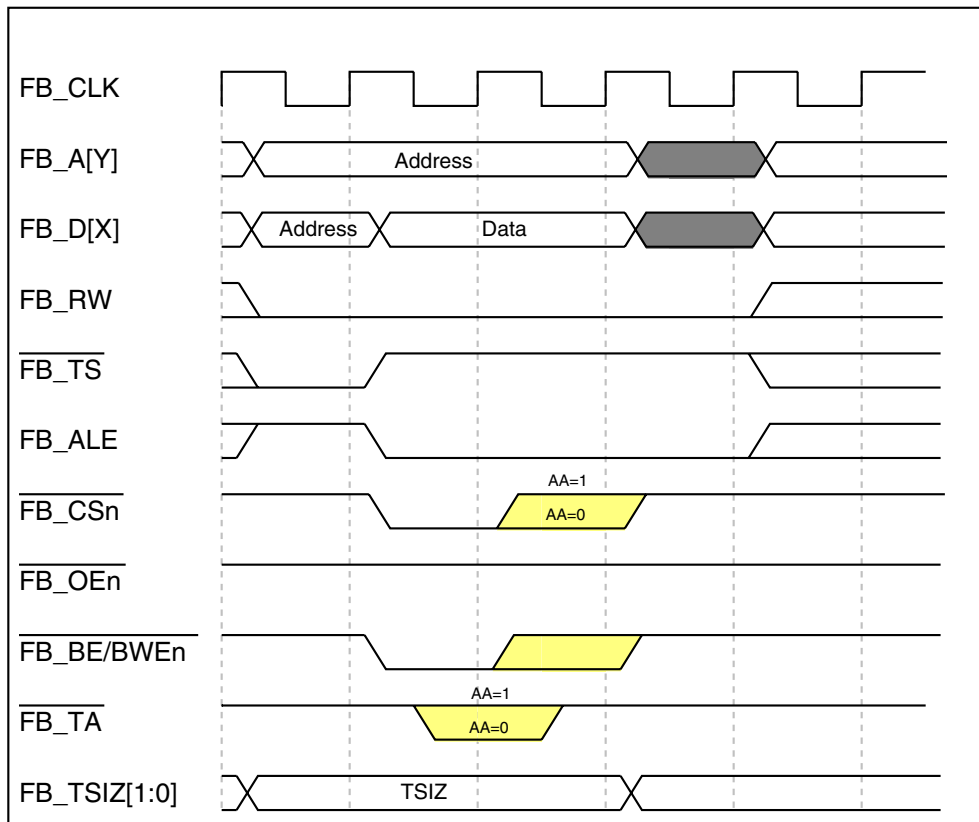 FB_CLK
FB_A[Y]
Address
FB_D[X]
Address
Data
FB_RW
FB_TS
FB_ALE
AA=1
FB_CSn
AA=0
FB_OEn
FB_BE/BWEn
AA=1
FB_TA
AA=0
FB_TSIZ[1:0]
TSIZ